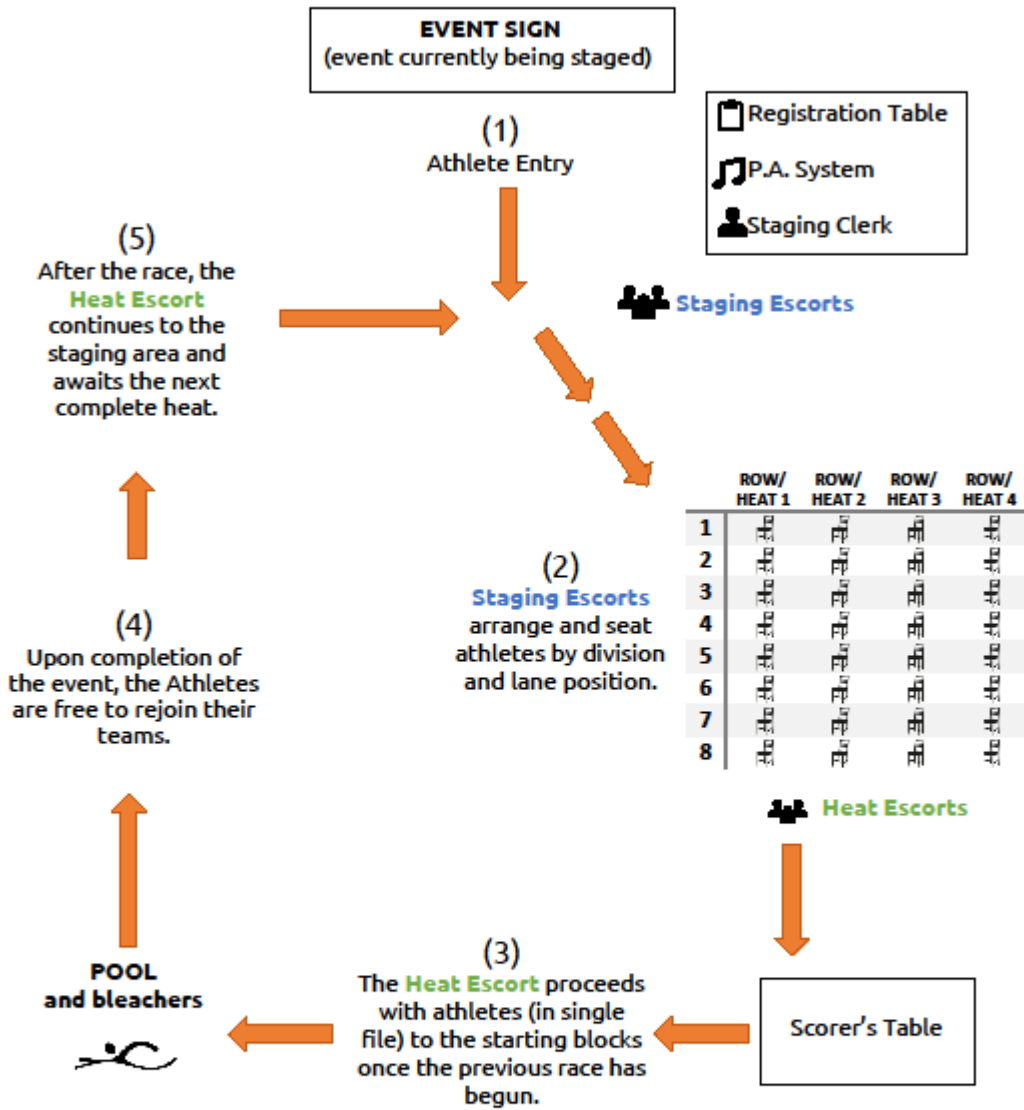 EVENT SIGN
(event currently being staged)
Registration Table
P.A. System
Staging Clerk
(1)
Athlete Entry
(5)
After the race, the
Heat Escort
continues to the
staging area and
awaits the next
complete heat.
Staging Escorts
(2)
Staging Escorts
arrange and seat
athletes by division
and lane position.
ROW/ ROW/ ROW/ ROW/
HEAT 1 HEAT 2 HEAT 3 HEAT 4
1
2
3
4
5
6
7
8
(4)
Upon completion of
the event, the Athletes
are free to rejoin their
teams.
Heat Escorts
(3)
The Heat Escort proceeds
with athletes (in single
file) to the starting blocks
once the previous race has
begun.
Scorer's Table
POOL
and bleachers